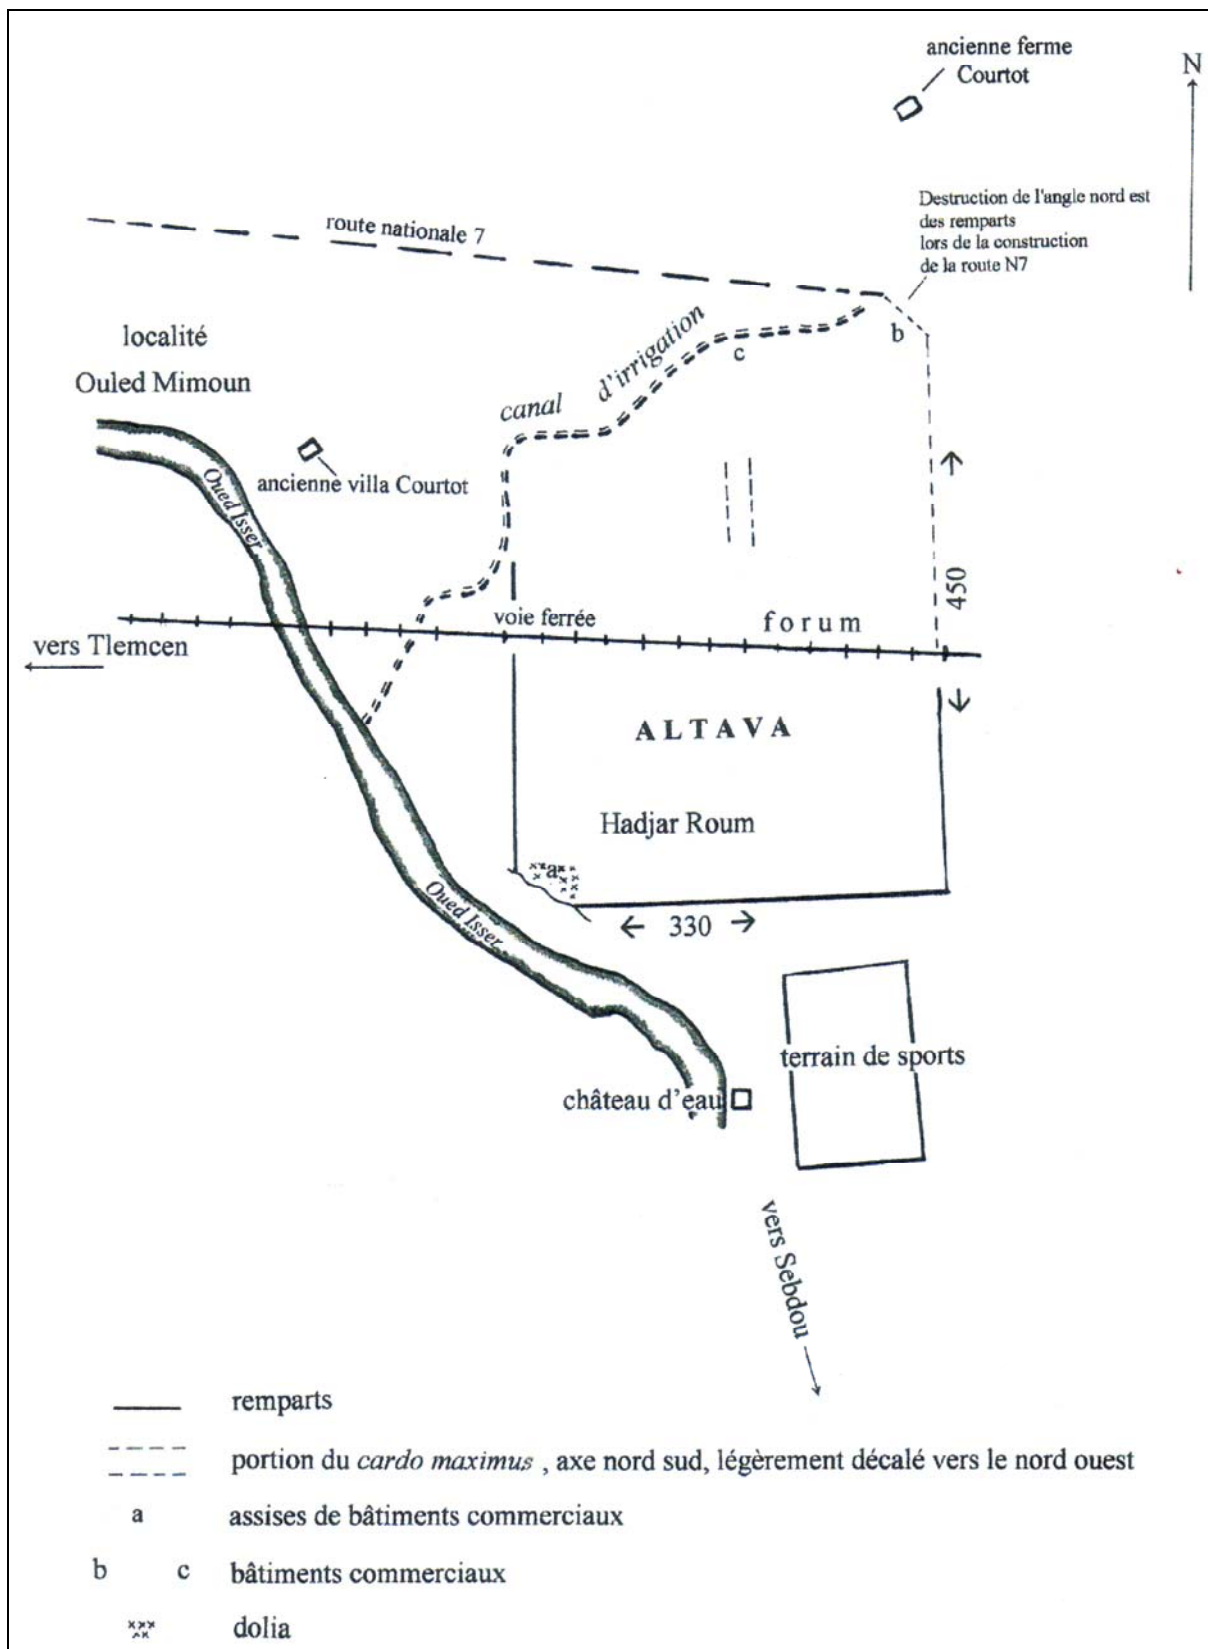 ancienne ferme
Courtot
N
Destruction de l'angle nord est
des remparts
lors de la construction
de la route N7
route nationale 7
localité
Ouled Mimoun
canal d'irrigation
b
c
ancienne villa Courtot
Oued Isser
450
voie ferrée
forum
vers Tlemcen
ALTAVA
Hadjar Roum
a
Oued Isser
330
terrain de sports
château d'eau
vers Sebdou
remparts
portion du cardo maximus , axe nord sud, légèrement décalé vers le nord ouest
a assises de bâtiments commerciaux
b c bâtiments commerciaux
dolia